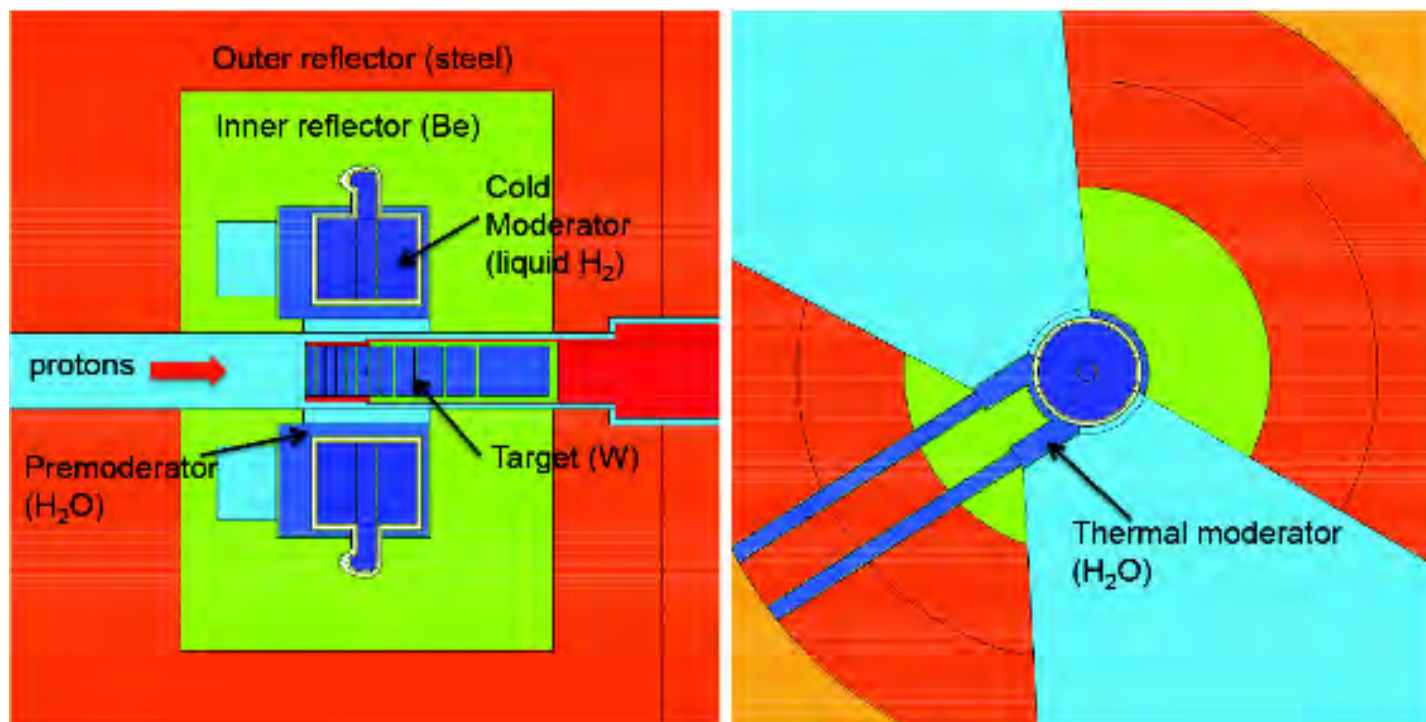 Outer reflector (steel)
Inner reflector (Be)
Cold
Moderator
(liquid H₂)
protons
Premoderator
(H₂O)
Target (W)
Thermal moderator
(H₂O)